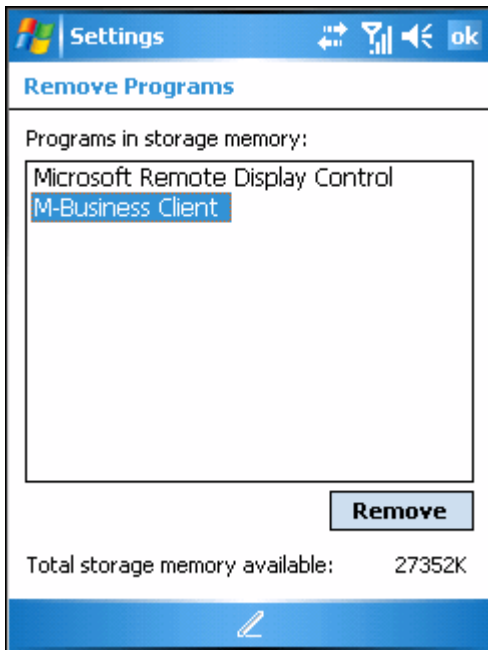 Settings ok
Remove Programs
Programs in storage memory:
Microsoft Remote Display Control
M-Business Client
Remove
Total storage memory available: 27352K